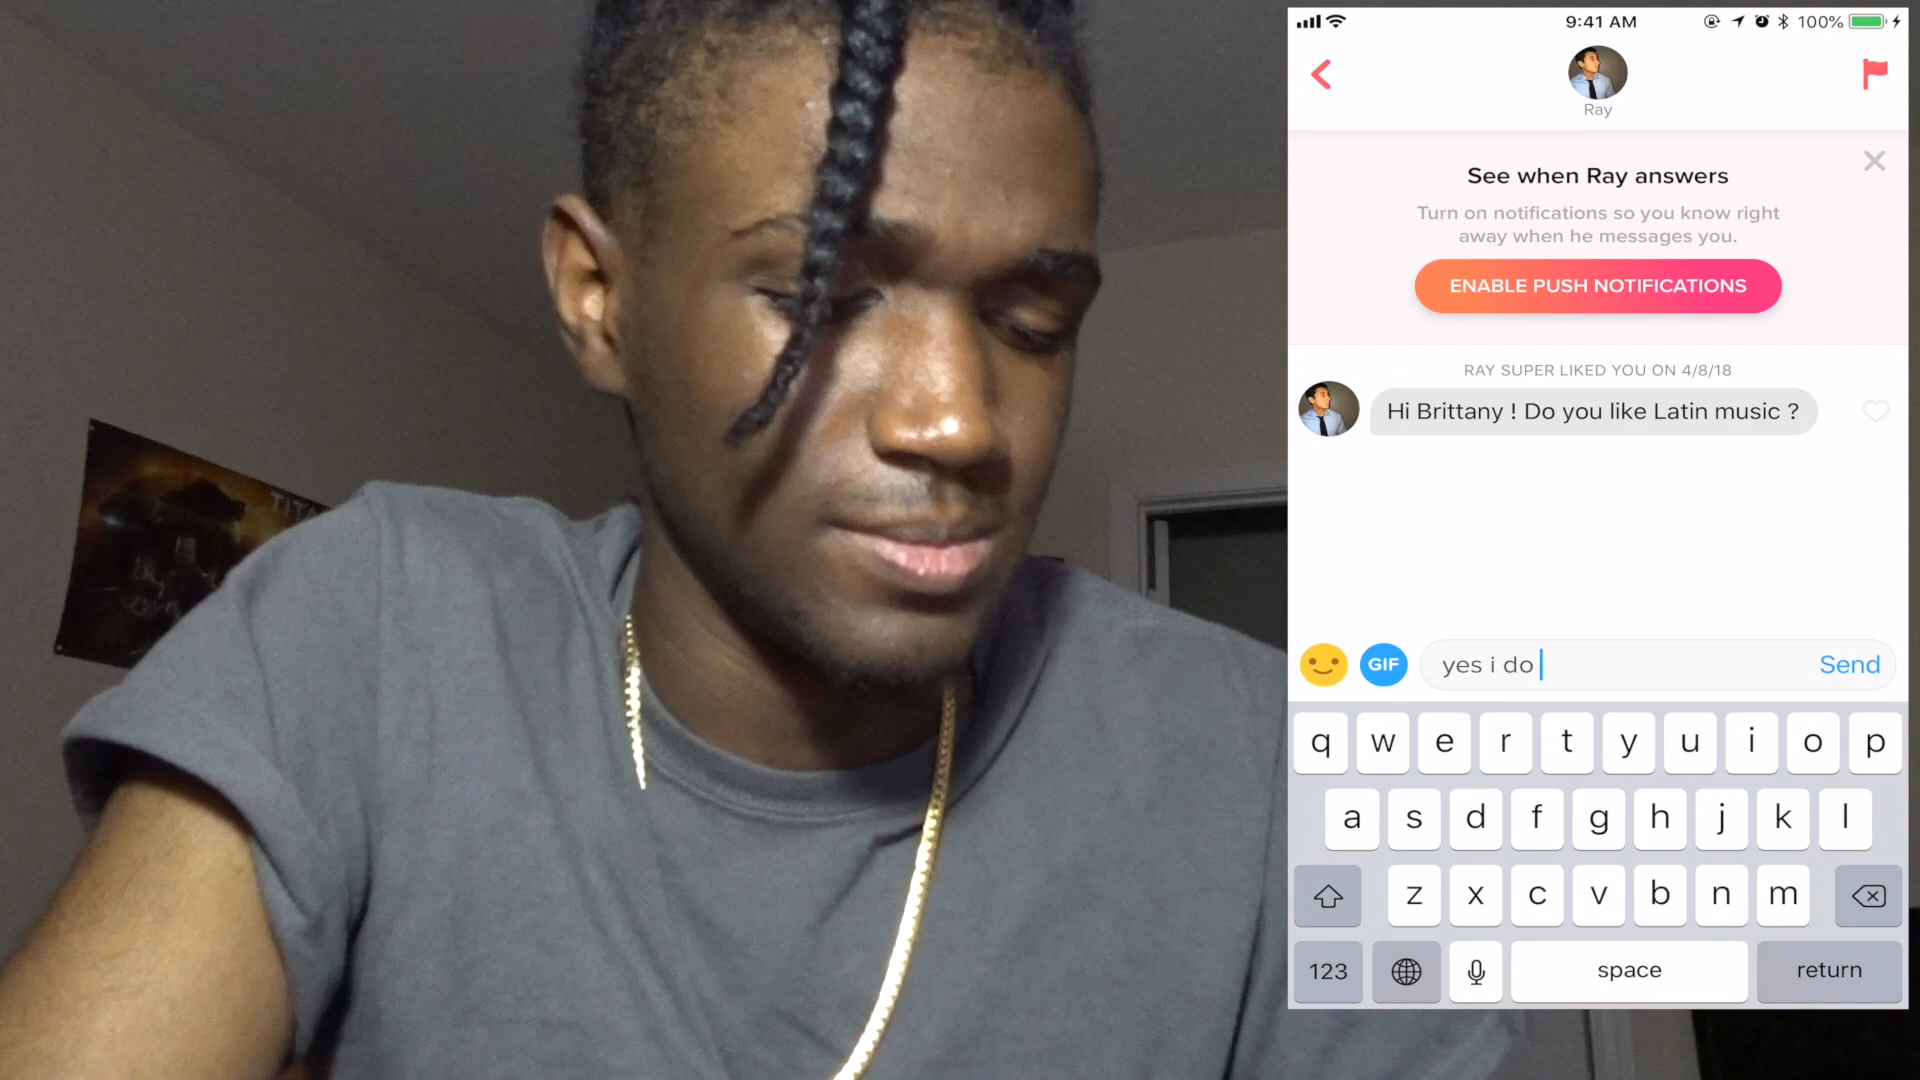 9:41 AM
100%
Ray
See when Ray answers
Turn on notifications so you know right
away when he messages you.
ENABLE PUSH NOTIFICATIONS
RAY SUPER LIKED YOU ON 4/8/18
Hi Brittany ! Do you like Latin music ?
GIF
yes i do
Send
q w e r t y u i o p
a s d f g h j k l
z x c v b n m
123
space
return